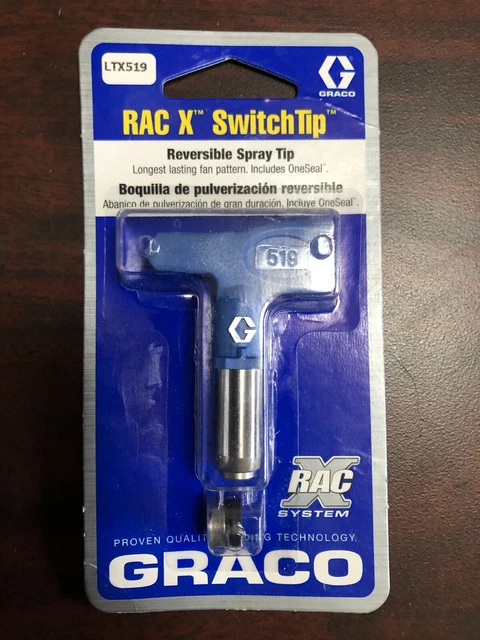 LTX519
GRACO
RAC X™ SwitchTip™
Reversible Spray Tip
Longest lasting fan pattern. Includes OneSeal™.
Boquilla de pulverización reversible
Abanico de pulverización de gran duración. Incluye OneSeal™.
519
G
X
RAC
SYSTEM
PROVEN QUALITY. TECHNOLOGY.
GRACO